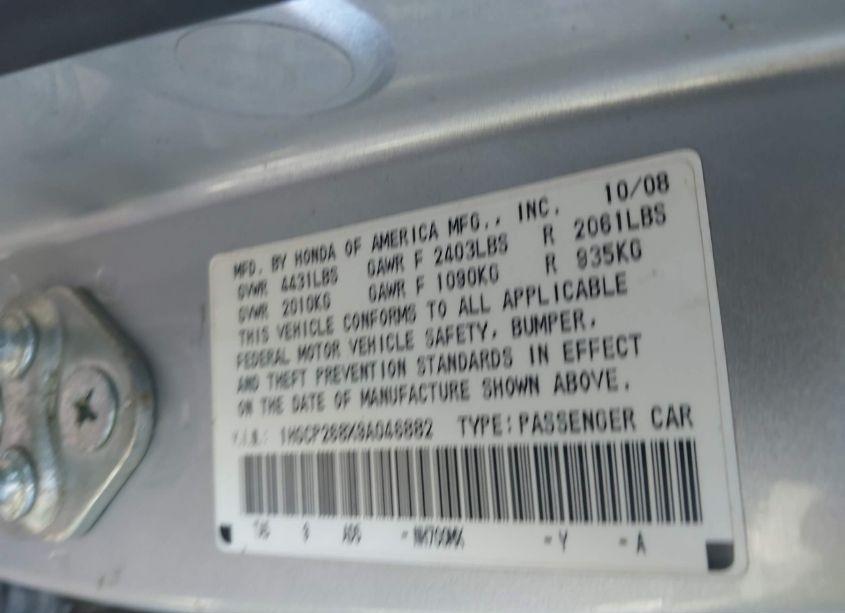 MFD. BY HONDA OF AMERICA MFG., INC. 10/08
GVWR 4431LBS GAWR F 2403LBS R 2061LBS
GVWR 2010KG GAWR F 1090KG R 935KG
THIS VEHICLE CONFORMS TO ALL APPLICABLE
FEDERAL MOTOR VEHICLE SAFETY, BUMPER,
AND THEFT PREVENTION STANDARDS IN EFFECT
ON THE DATE OF MANUFACTURE SHOWN ABOVE.
V.I.N.: TYPE:PASSENGER CAR
-Y -A